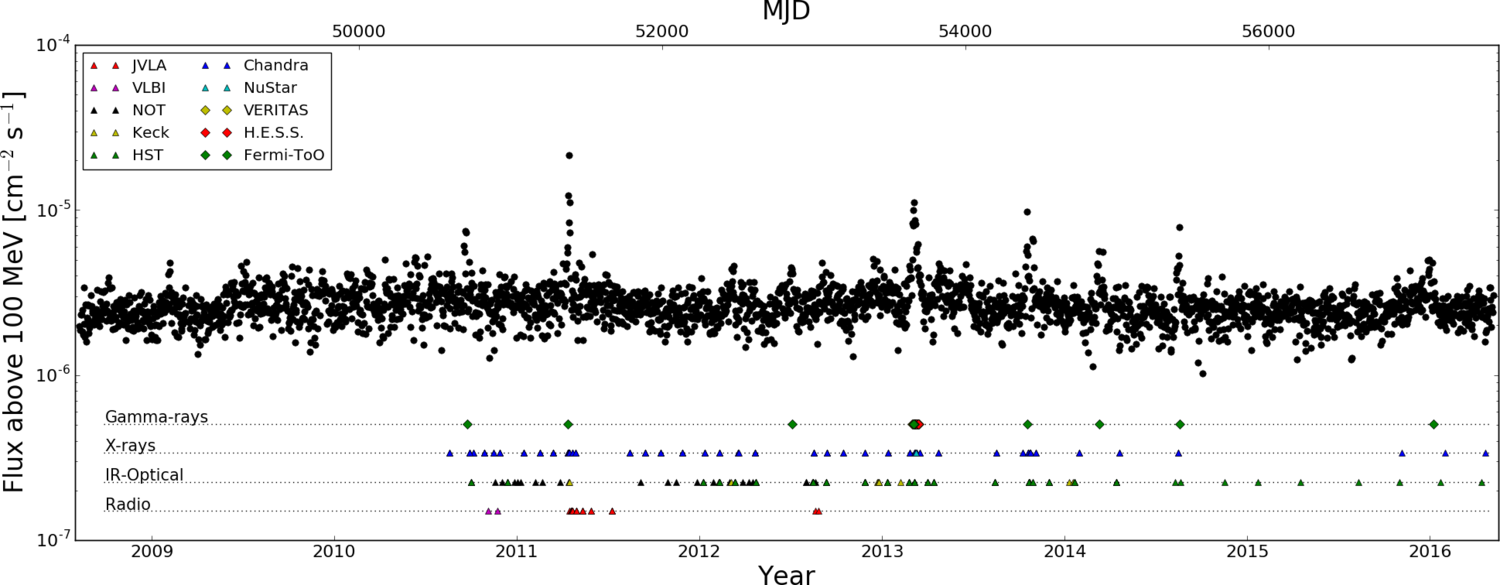 MJD
50000 52000 54000 56000
Flux above 100 MeV [cm⁻² s⁻¹]
10⁻⁴
10⁻⁵
10⁻⁶
10⁻⁷
JVLA Chandra
VLBI NuStar
NOT VERITAS
Keck H.E.S.S.
HST Fermi-ToO
Gamma-rays
X-rays
IR-Optical
Radio
2009 2010 2011 2012 2013 2014 2015 2016
Year